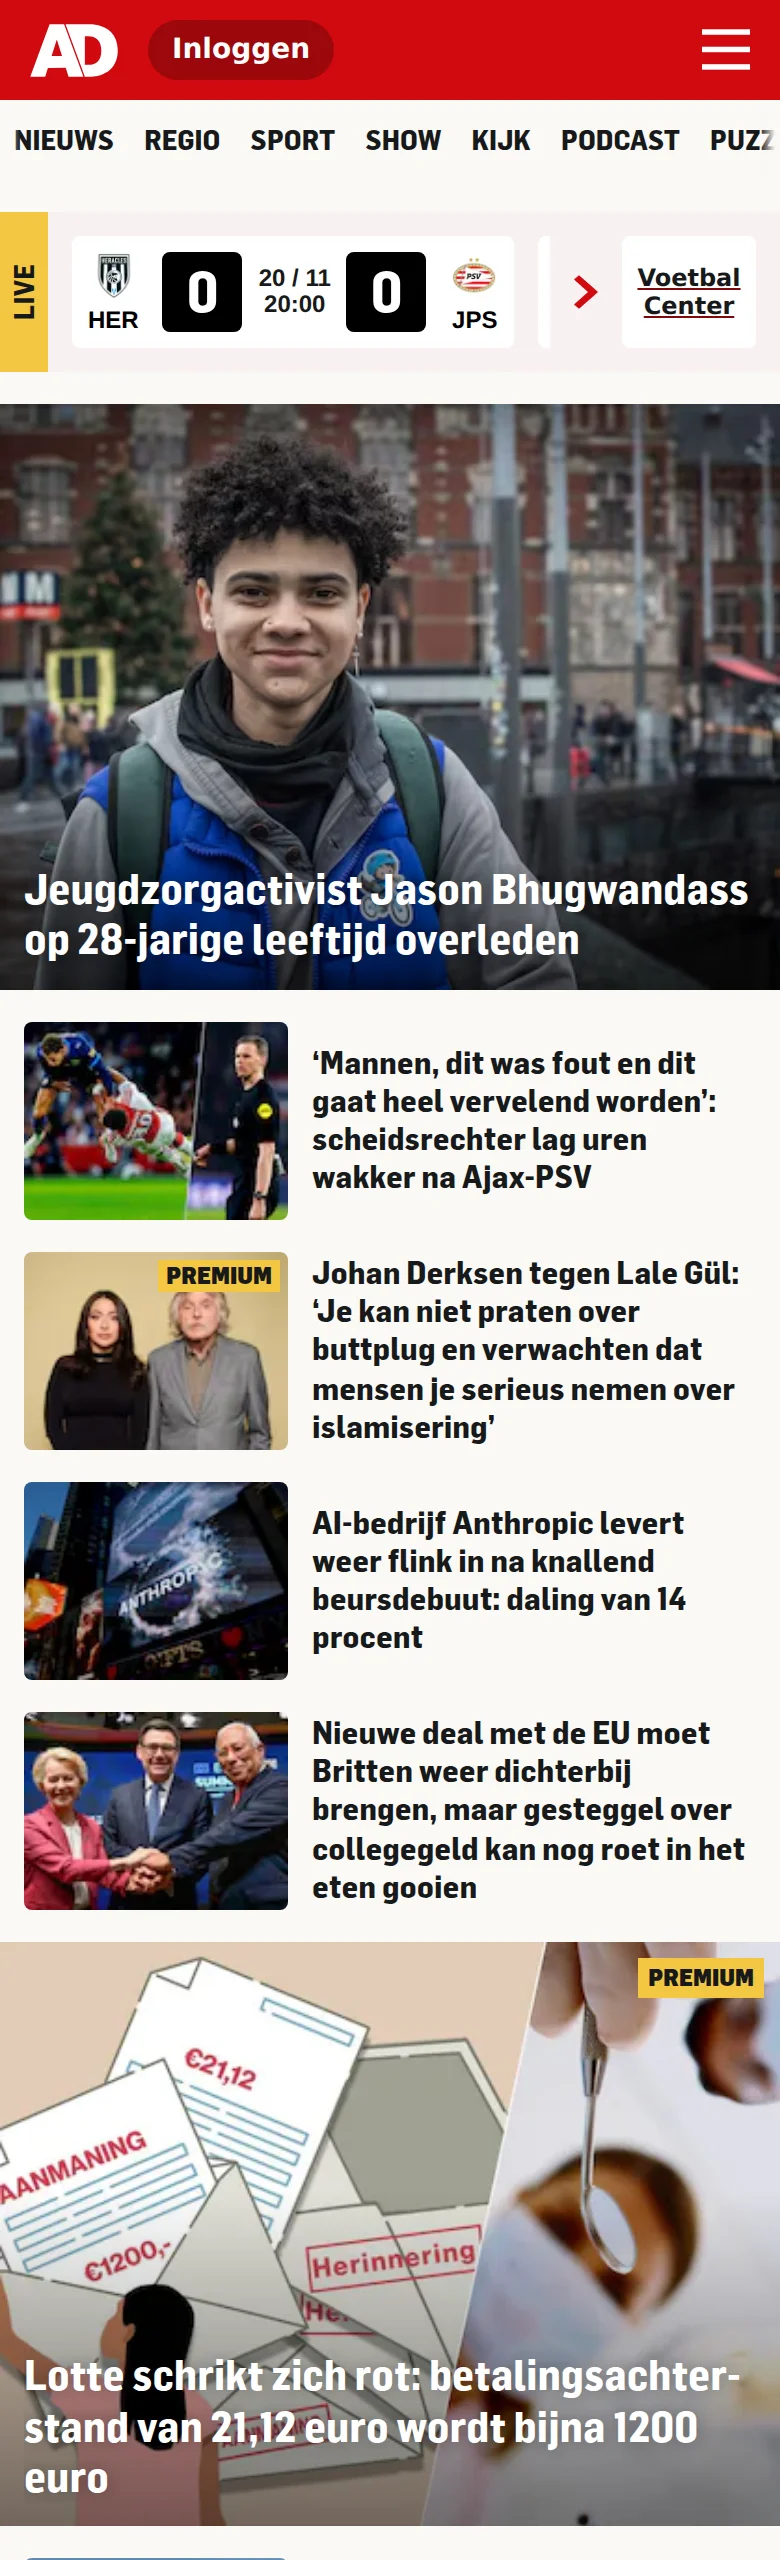 AD Inloggen
NIEUWS REGIO SPORT SHOW KIJK PODCAST PUZZ
LIVE
HERACLES
HER
0
20 / 11
20:00
0
PSV
JPS
Voetbal
Center
Jeugdzorgactivist Jason Bhugwandass
op 28-jarige leeftijd overleden
‘Mannen, dit was fout en dit
gaat heel vervelend worden’:
scheidsrechter lag uren
wakker na Ajax-PSV
PREMIUM
Johan Derksen tegen Lale Gül:
‘Je kan niet praten over
buttplug en verwachten dat
mensen je serieus nemen over
islamisering’
ANTHROPIC
AI-bedrijf Anthropic levert
weer flink in na knallend
beursdebuut: daling van 14
procent
Nieuwe deal met de EU moet
Britten weer dichterbij
brengen, maar gesteggel over
collegegeld kan nog roet in het
eten gooien
PREMIUM
€21,12
AANMANING
€1200,-
Herinnering
He
Lotte schrikt zich rot: betalingsachter-
stand van 21,12 euro wordt bijna 1200
euro